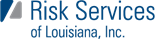 Risk Services
of Louisiana, Inc.